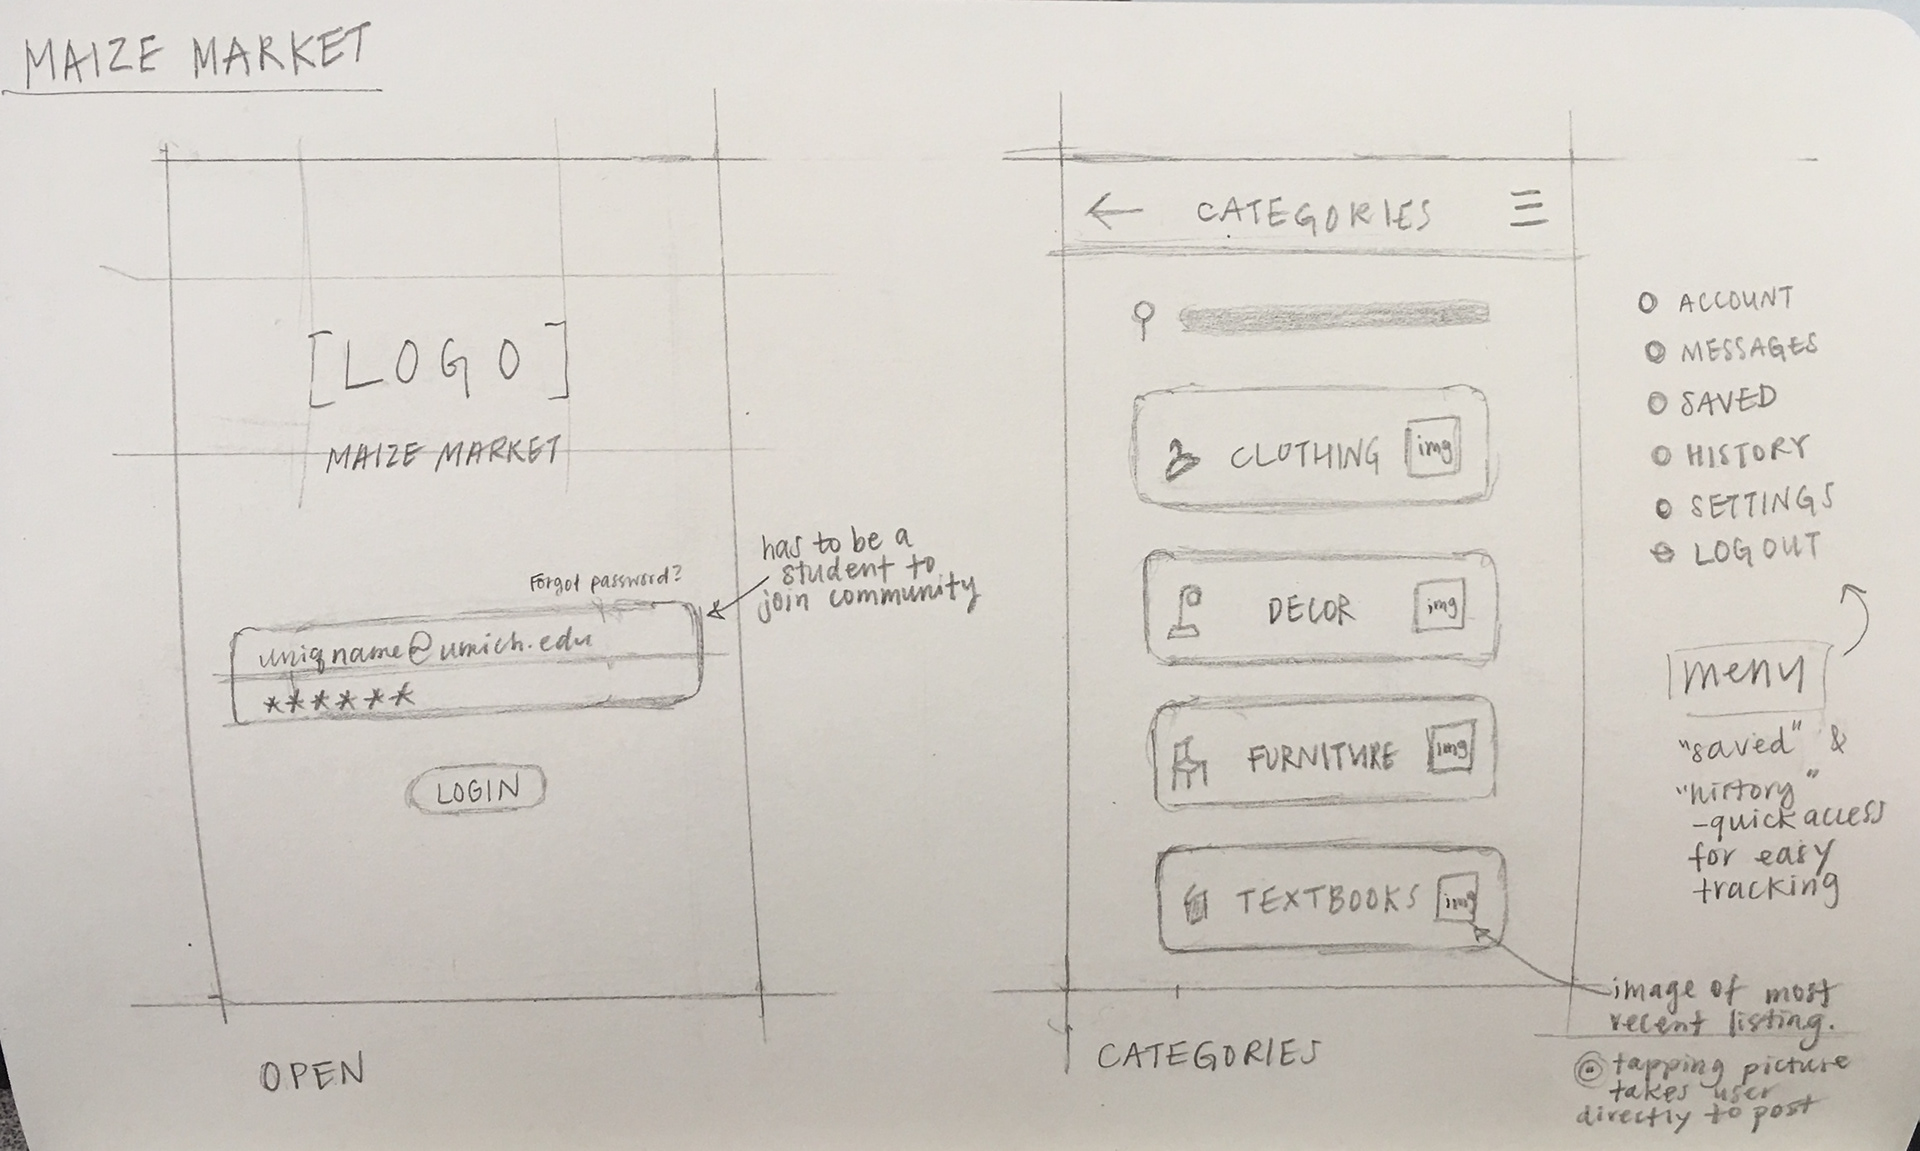 MAIZE MARKET
[LOGO]
MAIZE MARKET
Forgot password?
uniqname@umich.edu
******
LOGIN
has to be a
student to
join community
OPEN
← CATEGORIES
CLOTHING img
DECOR img
FURNITURE img
TEXTBOOKS img
CATEGORIES
ACCOUNT
MESSAGES
SAVED
HISTORY
SETTINGS
LOG OUT
menu
"saved" &
"history"
-quick access
for easy
tracking
image of most
recent listing.
tapping picture
takes user
directly to post